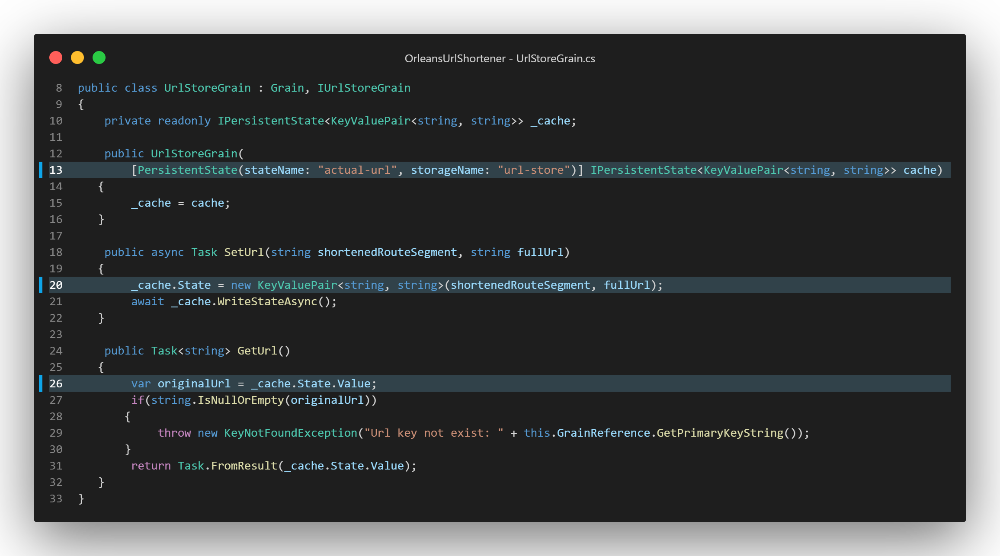 OrleansUrlShortener - UrlStoreGrain.cs
8 public class UrlStoreGrain : Grain, IUrlStoreGrain
9 {
10     private readonly IPersistentState<KeyValuePair<string, string>> _cache;
11
12     public UrlStoreGrain(
13         [PersistentState(stateName: "actual-url", storageName: "url-store")] IPersistentState<KeyValuePair<string, string>> cache)
14    {
15         _cache = cache;
16    }
17
18     public async Task SetUrl(string shortenedRouteSegment, string fullUrl)
19    {
20         _cache.State = new KeyValuePair<string, string>(shortenedRouteSegment, fullUrl);
21         await _cache.WriteStateAsync();
22    }
23
24     public Task<string> GetUrl()
25    {
26         var originalUrl = _cache.State.Value;
27         if(string.IsNullOrEmpty(originalUrl))
28        {
29             throw new KeyNotFoundException("Url key not exist: " + this.GrainReference.GetPrimaryKeyString());
30        }
31         return Task.FromResult(_cache.State.Value);
32    }
33 }